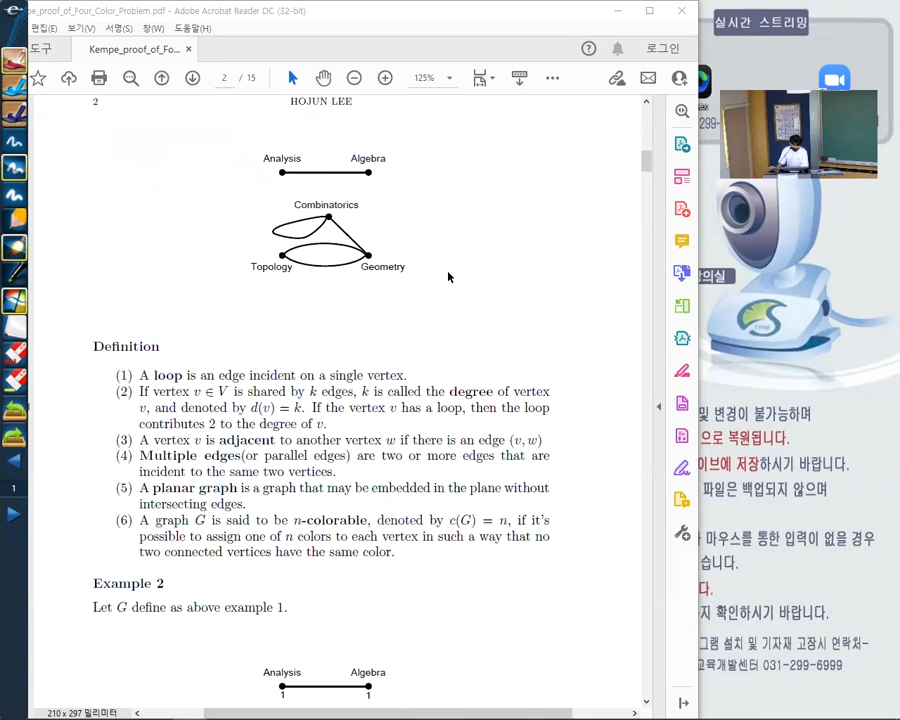 pe_proof_of_Four_Color_Problem.pdf - Adobe Acrobat Reader DC (32-bit)
편집(E) 보기(V) 서명(S) 창(W) 도움말(H)
도구 Kempe_proof_of_Fo... × 로그인
2 / 15 125%
2 HOJUN LEE
Analysis Algebra
Combinatorics
Topology Geometry
Definition
(1) A loop is an edge incident on a single vertex.
(2) If vertex v ∈ V is shared by k edges, k is called the degree of vertex
v, and denoted by d(v) = k. If the vertex v has a loop, then the loop
contributes 2 to the degree of v.
(3) A vertex v is adjacent to another vertex w if there is an edge (v, w)
(4) Multiple edges(or parallel edges) are two or more edges that are
incident to the same two vertices.
(5) A planar graph is a graph that may be embedded in the plane without
intersecting edges.
(6) A graph G is said to be n-colorable, denoted by c(G) = n, if it's
possible to assign one of n colors to each vertex in such a way that no
two connected vertices have the same color.
Example 2
Let G define as above example 1.
Analysis Algebra
1 1
210 x 297 밀리미터
1
실시간 스트리밍
ex
299-
강의실
및 변경이 불가능하며
으로 복원됩니다.
이브에 저장하시기 바랍니다.
파일은 백업되지 않으며
마우스를 통한 입력이 없을 경우
습니다.
다.
지 확인하시기 바랍니다.
그램 설치 및 기자재 고장시 연락처-
교육개발센터 031-299-6999